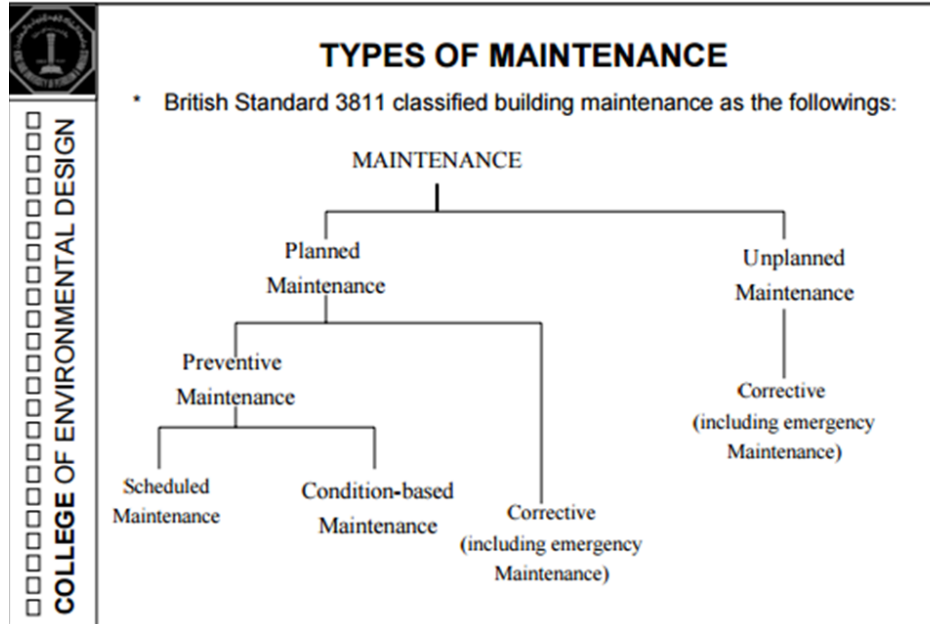 TYPES OF MAINTENANCE
* British Standard 3811 classified building maintenance as the followings:
MAINTENANCE
Planned
Maintenance
Unplanned
Maintenance
Preventive
Maintenance
Corrective
(including emergency
Maintenance)
Scheduled
Maintenance
Condition-based
Maintenance
Corrective
(including emergency
Maintenance)
COLLEGE OF ENVIRONMENTAL DESIGN